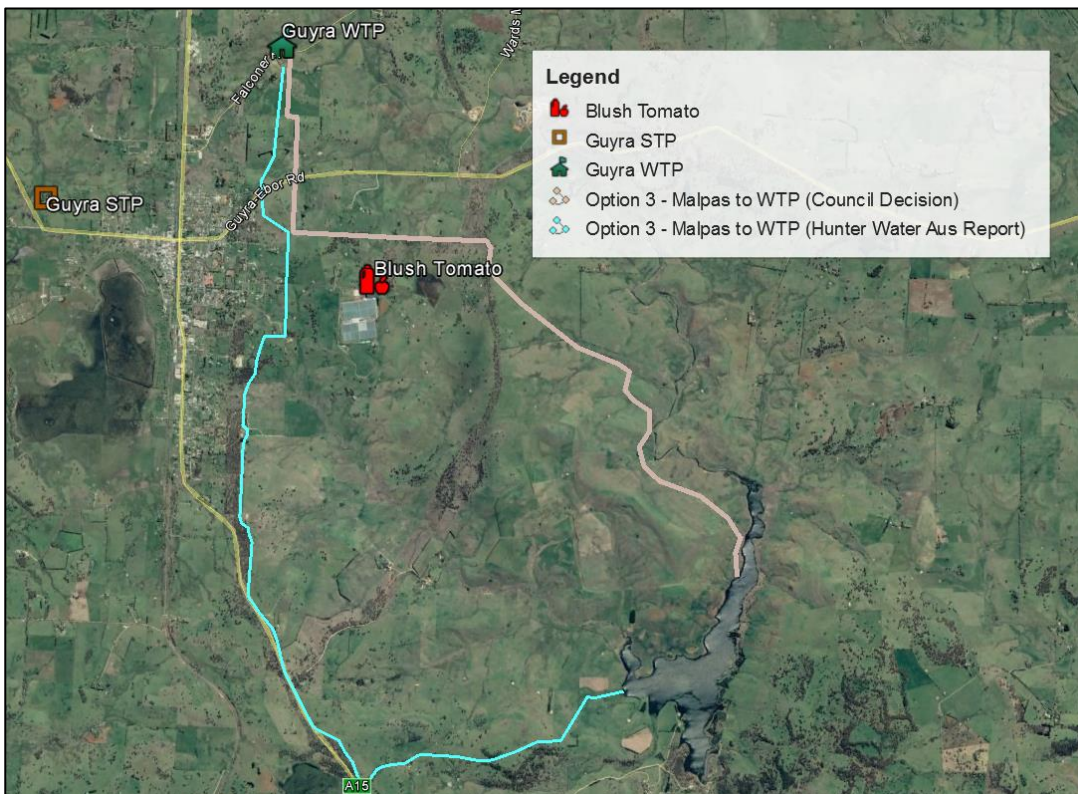 Guyra WTP
Falconer
Wards M
Legend
Blush Tomato
Guyra STP
Guyra WTP
Option 3 - Malpas to WTP (Council Decision)
Option 3 - Malpas to WTP (Hunter Water Aus Report)
Guyra STP
Guyra-Ebor Rd
Blush Tomato
A15